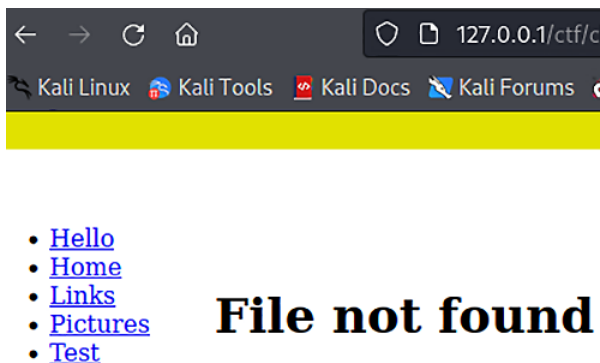 127.0.0.1/ctf/c
Kali Linux Kali Tools Kali Docs Kali Forums
Hello
Home
Links
Pictures
Test
File not found